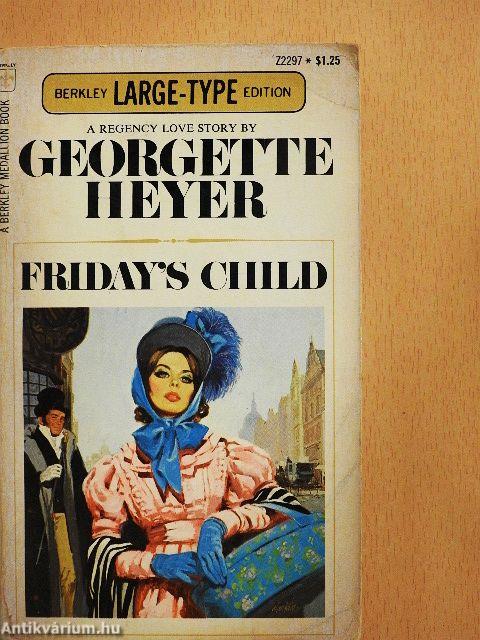 Z2297 * $1.25
BERKLEY LARGE-TYPE EDITION
A REGENCY LOVE STORY BY
GEORGETTE
HEYER
FRIDAY'S CHILD
A BERKLEY MEDALLION BOOK
Antikvárium.hu